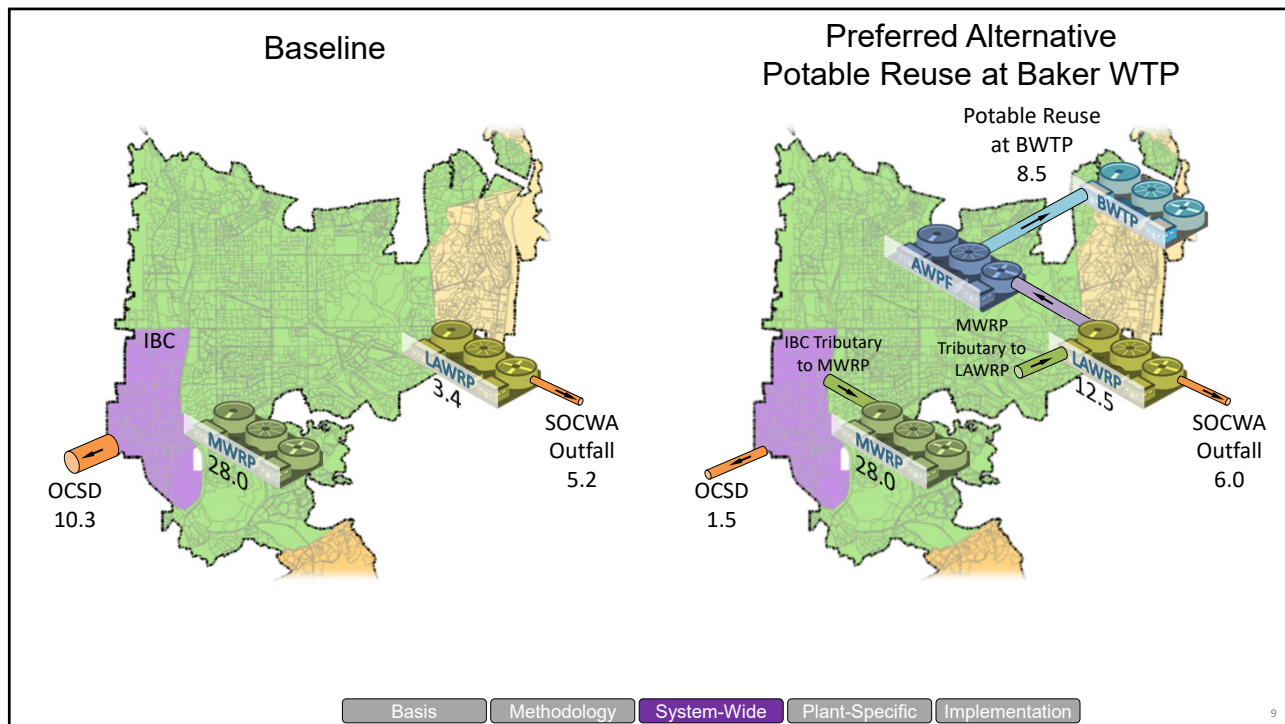 Baseline
IBC
LAWRP
3.4
SOCWA
Outfall
5.2
MWRP
28.0
OCSD
10.3
Preferred Alternative
Potable Reuse at Baker WTP
Potable Reuse
at BWTP
8.5
BWTP
AWPF
IBC Tributary
to MWRP
MWRP
Tributary to
LAWRP
LAWRP
12.5
SOCWA
Outfall
6.0
MWRP
28.0
OCSD
1.5
Basis
Methodology
System-Wide
Plant-Specific
Implementation
9